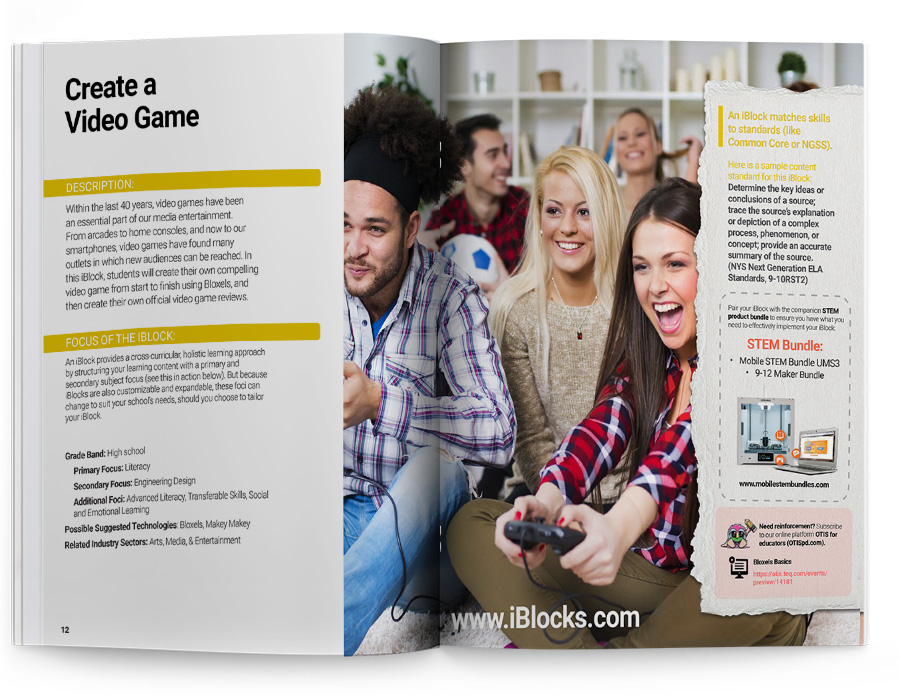 Create a
Video Game
DESCRIPTION:
Within the last 40 years, video games have been
an essential part of our media entertainment.
From arcades to home consoles, and now to our
smartphones, video games have found many
outlets in which new audiences can be reached. In
this iBlock, students will create their own compelling
video game from start to finish using Bloxels, and
then create their own official video game reviews.
FOCUS OF THE IBLOCK:
An iBlock provides a cross-curricular, holistic learning approach
by structuring your learning content with a primary and
secondary subject focus (see this in action below). But because
iBlocks are also customizable and expandable, these foci can
change to suit your school's needs, should you choose to tailor
your iBlock.
Grade Band: High school
Primary Focus: Literacy
Secondary Focus: Engineering Design
Additional Foci: Advanced Literacy, Transferable Skills, Social
and Emotional Learning
Possible Suggested Technologies: Bloxels, Makey Makey
Related Industry Sectors: Arts, Media, & Entertainment
12
www.iBlocks.com
An iBlock matches skills
to standards (like
Common Core or NGSS).
Here is a sample content
standard for this iBlock:
Determine the key ideas or
conclusions of a source;
trace the source's explanation
or depiction of a complex
process, phenomenon, or
concept; provide an accurate
summary of the source.
(NYS Next Generation ELA
Standards, 9-10RST2)
Pair your iBlock with the companion STEM
product bundle to ensure you have what you
need to effectively implement your iBlock:
STEM Bundle:
• Mobile STEM Bundle UMS3
• 9-12 Maker Bundle
www.mobilestembundles.com
Need reinforcement? Subscribe
to our online platform OTIS for
educators (OTISpd.com).
Bloxels Basics
https://otis.teq.com/events/
preview/14181